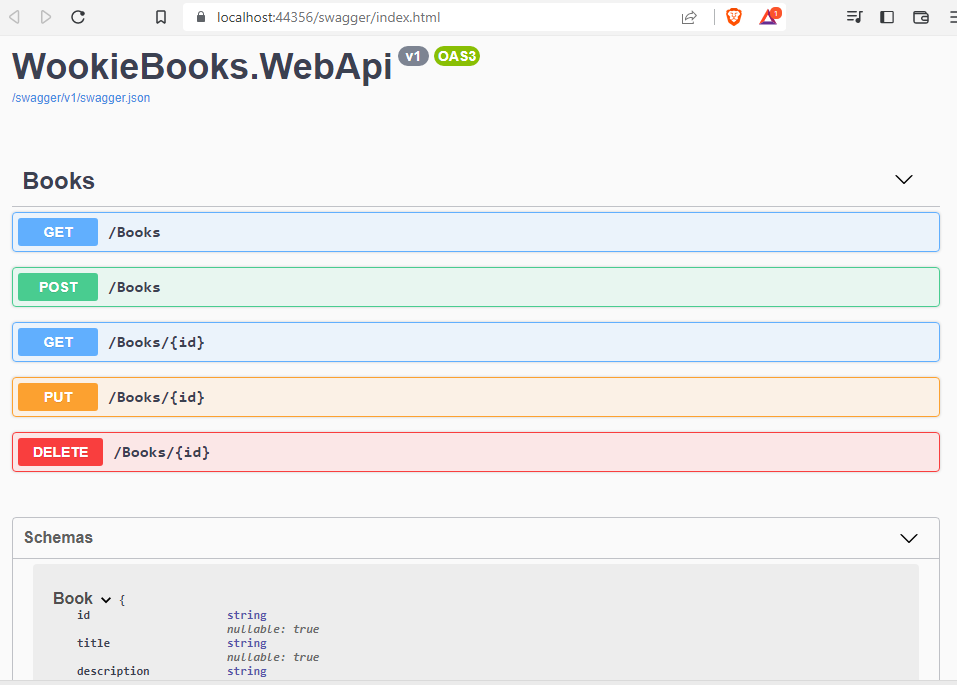 localhost:44356/swagger/index.html
1
WookieBooks.WebApi v1 OAS3
/swagger/v1/swagger.json
Books
GET /Books
POST /Books
GET /Books/{id}
PUT /Books/{id}
DELETE /Books/{id}
Schemas
Book {
id string
nullable: true
title string
nullable: true
description string